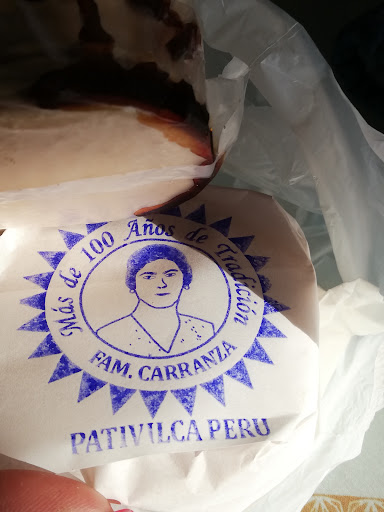 Más de 100 Años de Tradición
FAM. CARRANZA
PATIVILCA PERU